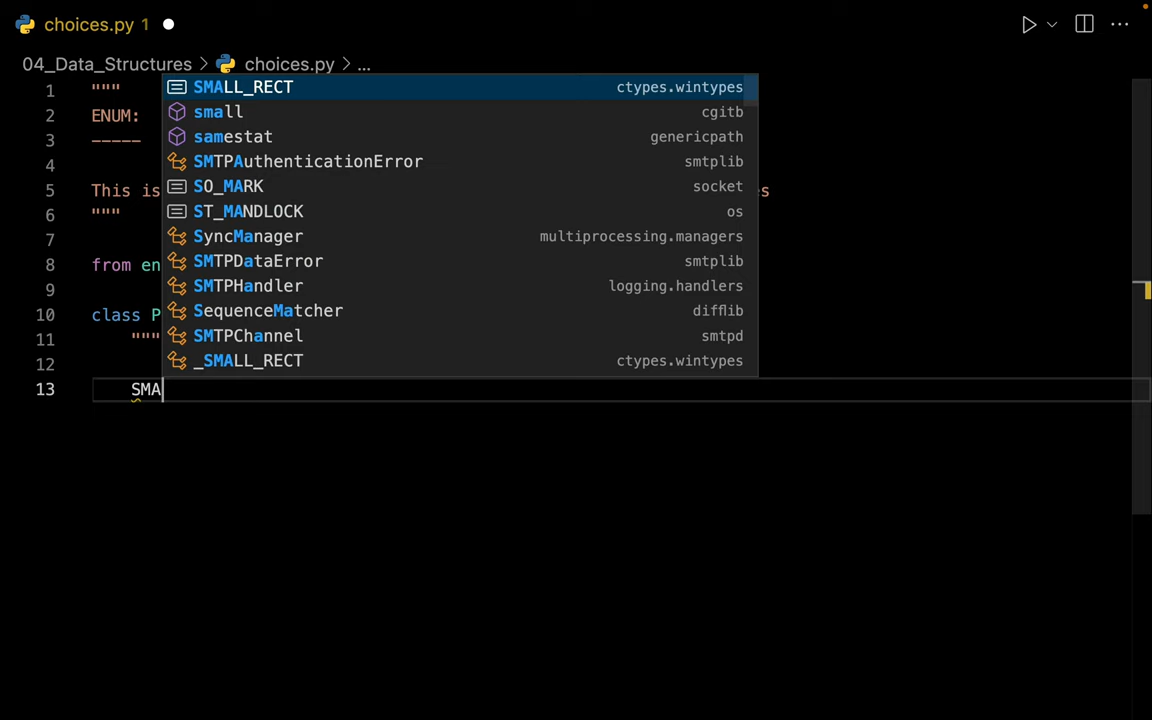 choices.py 1
04_Data_Structures > choices.py > ...
1 """
2 ENUM:
3 -----
4
5 This is
6 """
7
8 from en
9
10 class P
11 """
12
13 SMA
SMALL_RECT ctypes.wintypes
small cgitb
samestat genericpath
SMTPAuthenticationError smtplib
SO_MARK socket
ST_MANDLOCK os
SyncManager multiprocessing.managers
SMTPDataError smtplib
SMTPHandler logging.handlers
SequenceMatcher difflib
SMTPChannel smtpd
_SMALL_RECT ctypes.wintypes
s